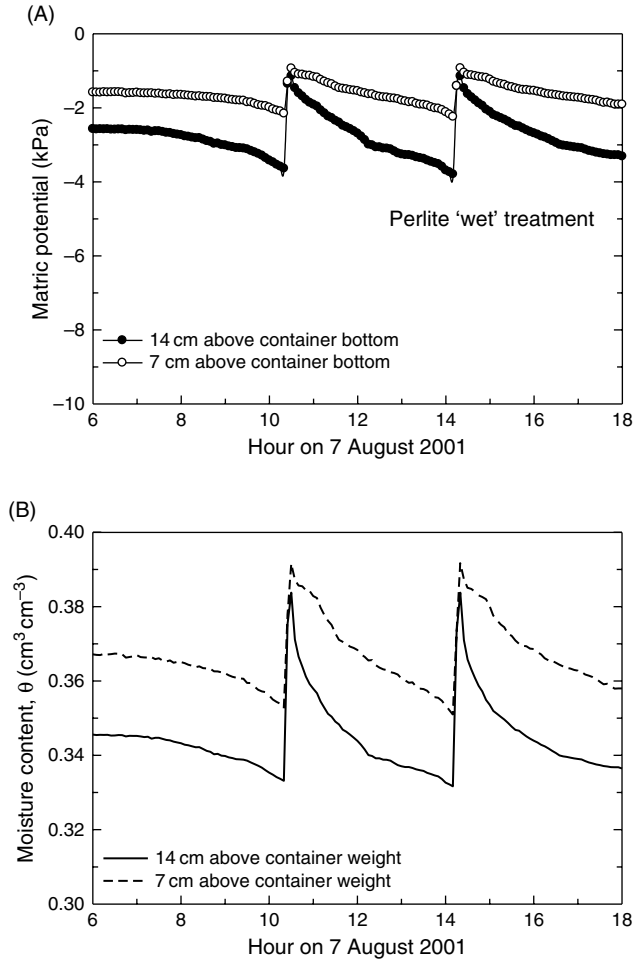 (A)
0
−2
−4
−6
−8
−10
Matric potential (kPa)
Perlite ‘wet’ treatment
14 cm above container bottom
7 cm above container bottom
6 8 10 12 14 16 18
Hour on 7 August 2001
(B)
0.40
0.38
0.36
0.34
0.32
0.30
Moisture content, θ (cm³ cm⁻³)
14 cm above container weight
7 cm above container weight
6 8 10 12 14 16 18
Hour on 7 August 2001